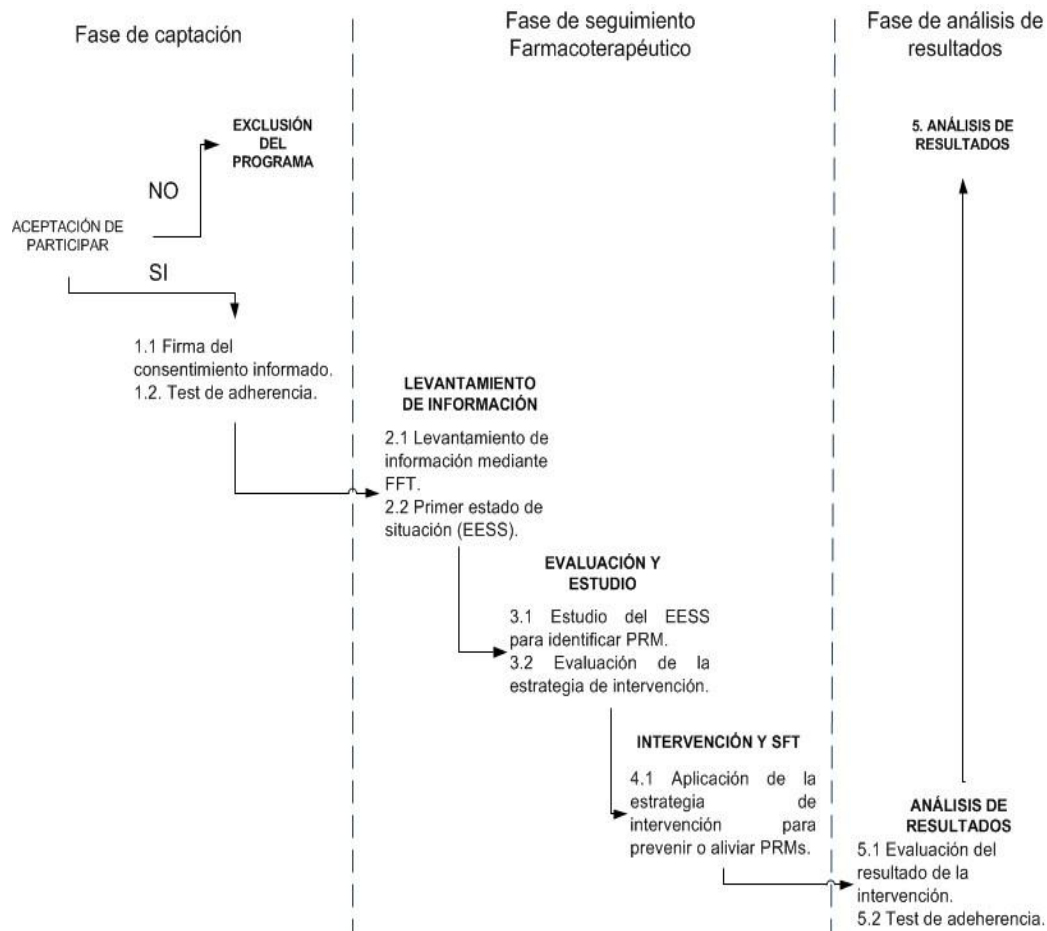 Fase de captación
Fase de seguimiento
Farmacoterapéutico
Fase de análisis de
resultados
EXCLUSIÓN
DEL
PROGRAMA
NO
ACEPTACIÓN DE
PARTICIPAR
SI
1.1 Firma del
consentimiento informado.
1.2. Test de adherencia.
LEVANTAMIENTO
DE INFORMACIÓN
2.1 Levantamiento de
información mediante
FFT.
2.2 Primer estado de
situación (EESS).
EVALUACIÓN Y
ESTUDIO
3.1 Estudio del EESS
para identificar PRM.
3.2 Evaluación de la
estrategia de intervención.
INTERVENCIÓN Y SFT
4.1 Aplicación de la
estrategia de
intervención para
prevenir o aliviar PRMs.
5. ANÁLISIS DE
RESULTADOS
ANÁLISIS DE
RESULTADOS
5.1 Evaluación del
resultado de la
intervención.
5.2 Test de adeherencia.